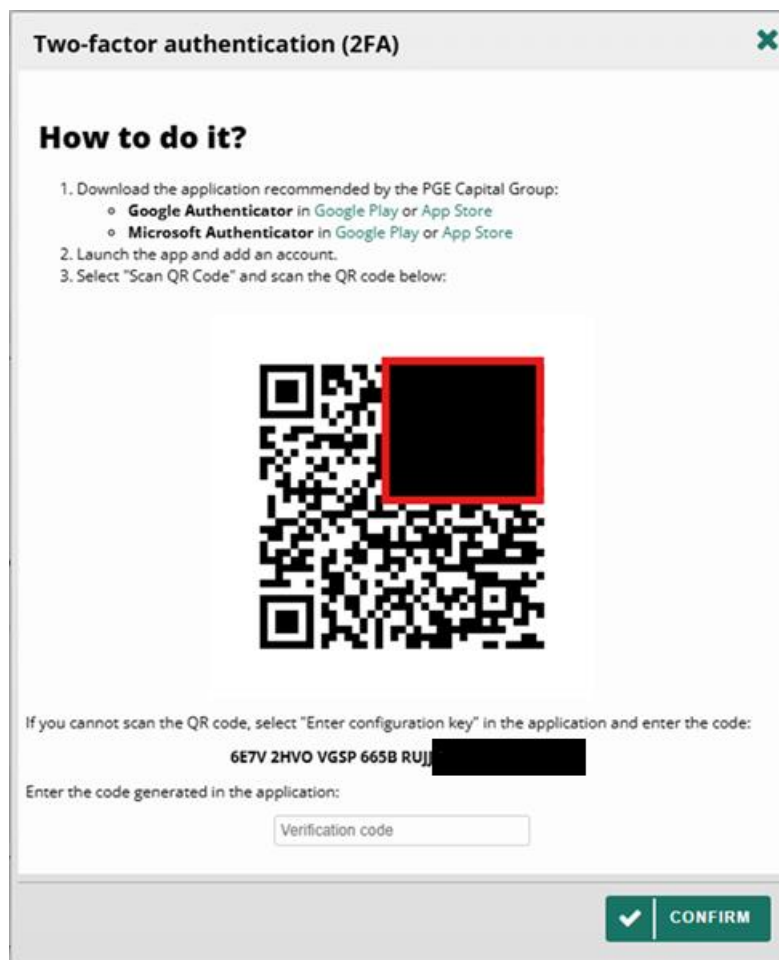 Two-factor authentication (2FA)
How to do it?
1. Download the application recommended by the PGE Capital Group:
Google Authenticator in Google Play or App Store
Microsoft Authenticator in Google Play or App Store
2. Launch the app and add an account.
3. Select "Scan QR Code" and scan the QR code below:
If you cannot scan the QR code, select "Enter configuration key" in the application and enter the code:
6E7V 2HVO VGSP 665B RUJJ
Enter the code generated in the application:
Verification code
CONFIRM